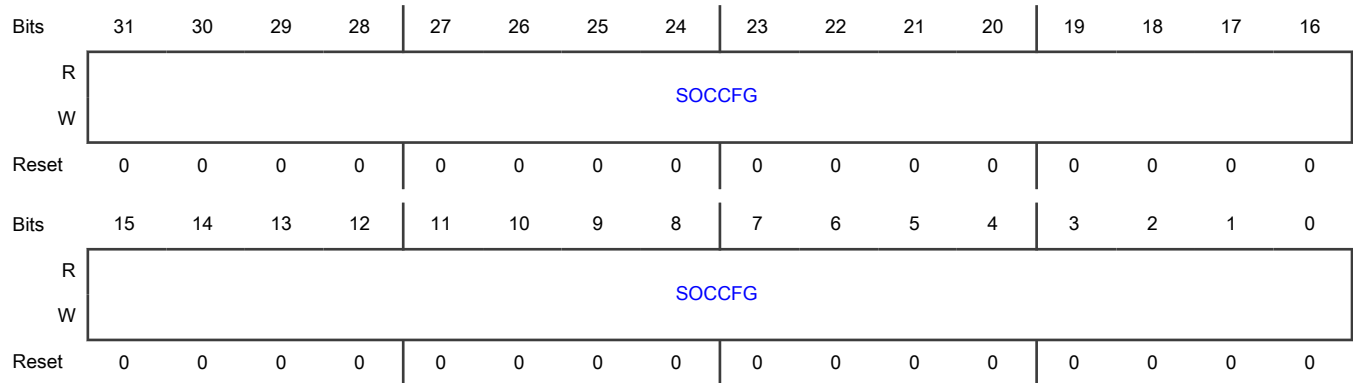 Bits 31 30 29 28 27 26 25 24 23 22 21 20 19 18 17 16
R
SOCCFG
W
Reset 0 0 0 0 0 0 0 0 0 0 0 0 0 0 0 0
Bits 15 14 13 12 11 10 9 8 7 6 5 4 3 2 1 0
R
SOCCFG
W
Reset 0 0 0 0 0 0 0 0 0 0 0 0 0 0 0 0